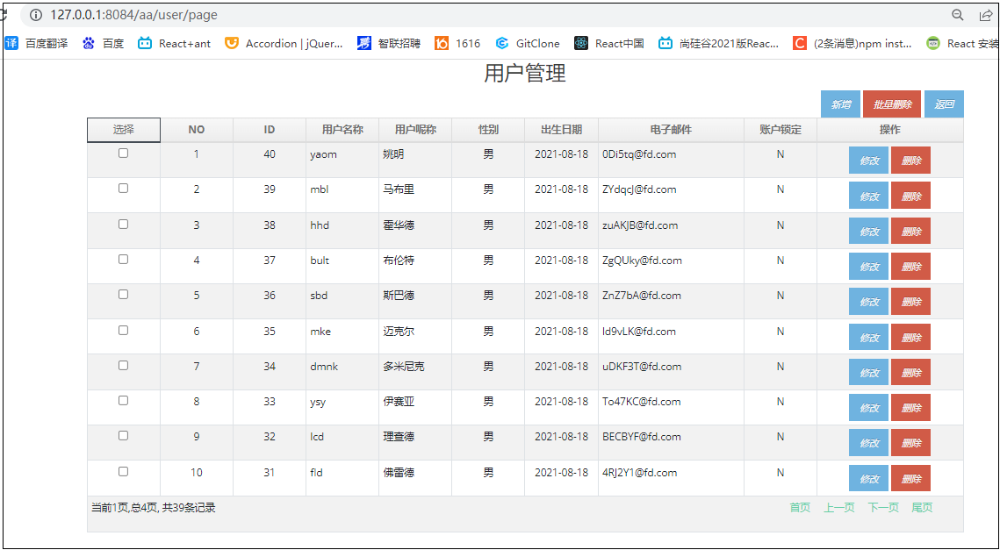 127.0.0.1:8084/aa/user/page
译 百度翻译 百度 React+ant Accordion | jQuer... 智联招聘 1616 GitClone React中国 尚硅谷2021版Reac... C (2条消息)npm inst... React 安装
用户管理
新增 批量删除 返回
选择 NO ID 用户名称 用户昵称 性别 出生日期 电子邮件 账户锁定 操作
1 40 yaom 姚明 男 2021-08-18 0Di5tq@fd.com N 修改 删除
2 39 mbl 马布里 男 2021-08-18 ZYdqcJ@fd.com N 修改 删除
3 38 hhd 霍华德 男 2021-08-18 zuAKJB@fd.com N 修改 删除
4 37 bult 布伦特 男 2021-08-18 ZgQUky@fd.com N 修改 删除
5 36 sbd 斯巴德 男 2021-08-18 ZnZ7bA@fd.com N 修改 删除
6 35 mke 迈克尔 男 2021-08-18 Id9vLK@fd.com N 修改 删除
7 34 dmnk 多米尼克 男 2021-08-18 uDKF3T@fd.com N 修改 删除
8 33 ysy 伊赛亚 男 2021-08-18 To47KC@fd.com N 修改 删除
9 32 lcd 理查德 男 2021-08-18 BECBYF@fd.com N 修改 删除
10 31 fld 佛雷德 男 2021-08-18 4RJ2Y1@fd.com N 修改 删除
当前1页,总4页, 共39条记录 首页 上一页 下一页 尾页